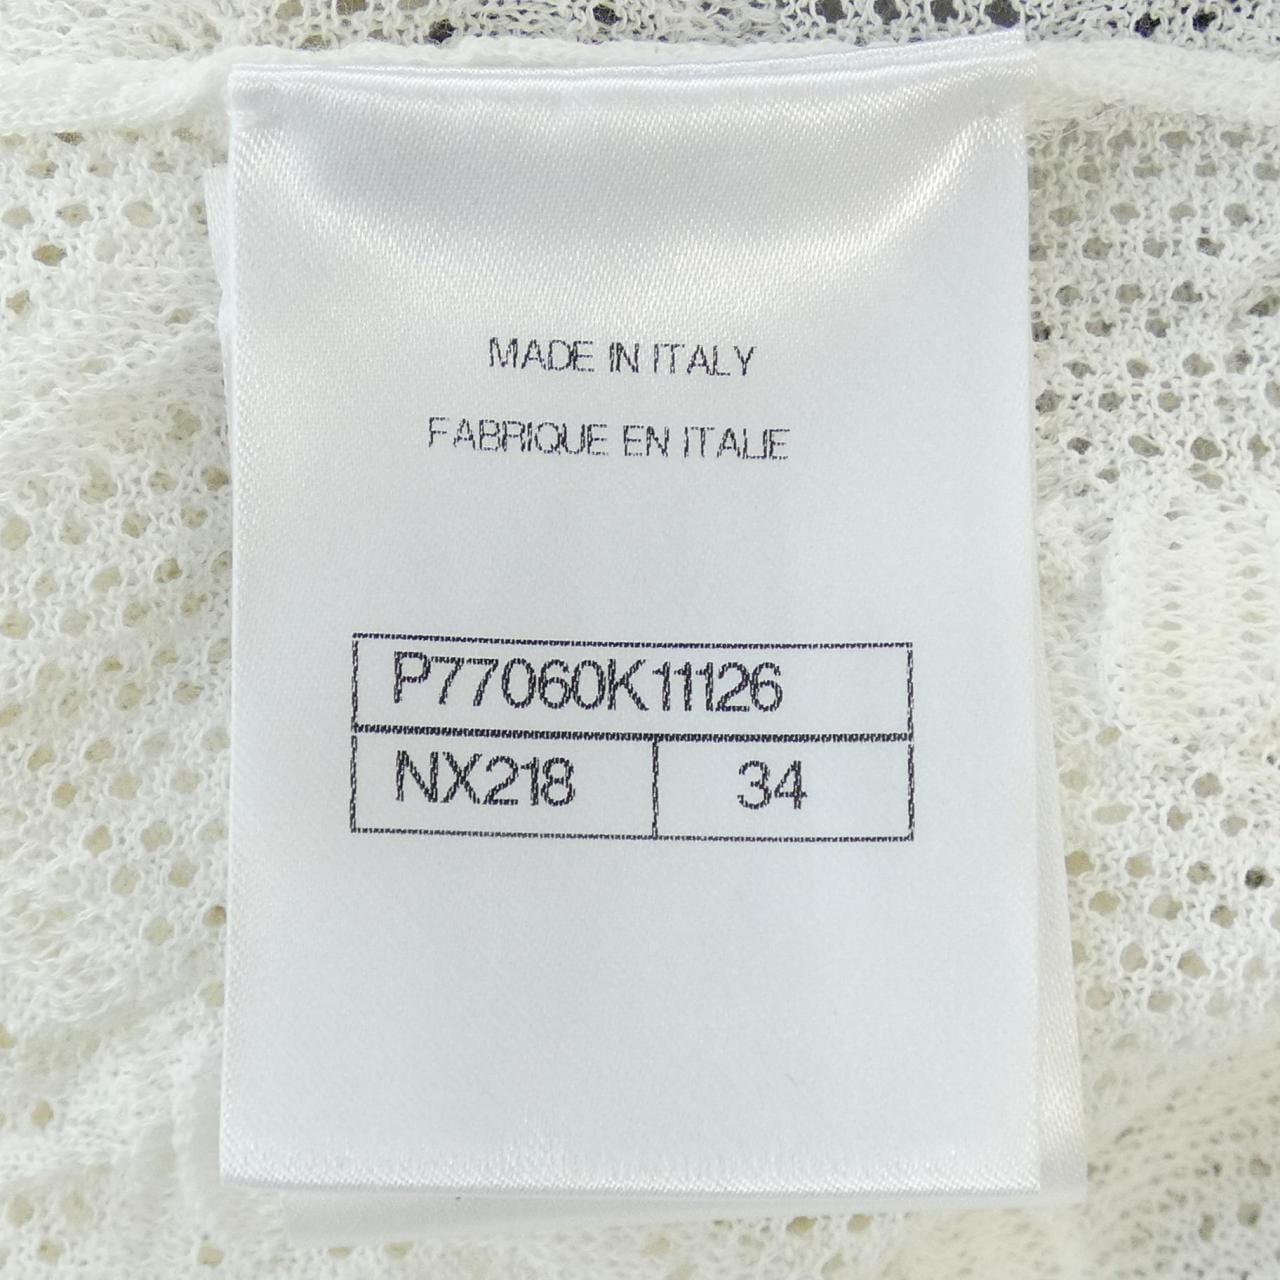 MADE IN ITALY
FABRIQUE EN ITALIE
P77060K11126
NX218 34